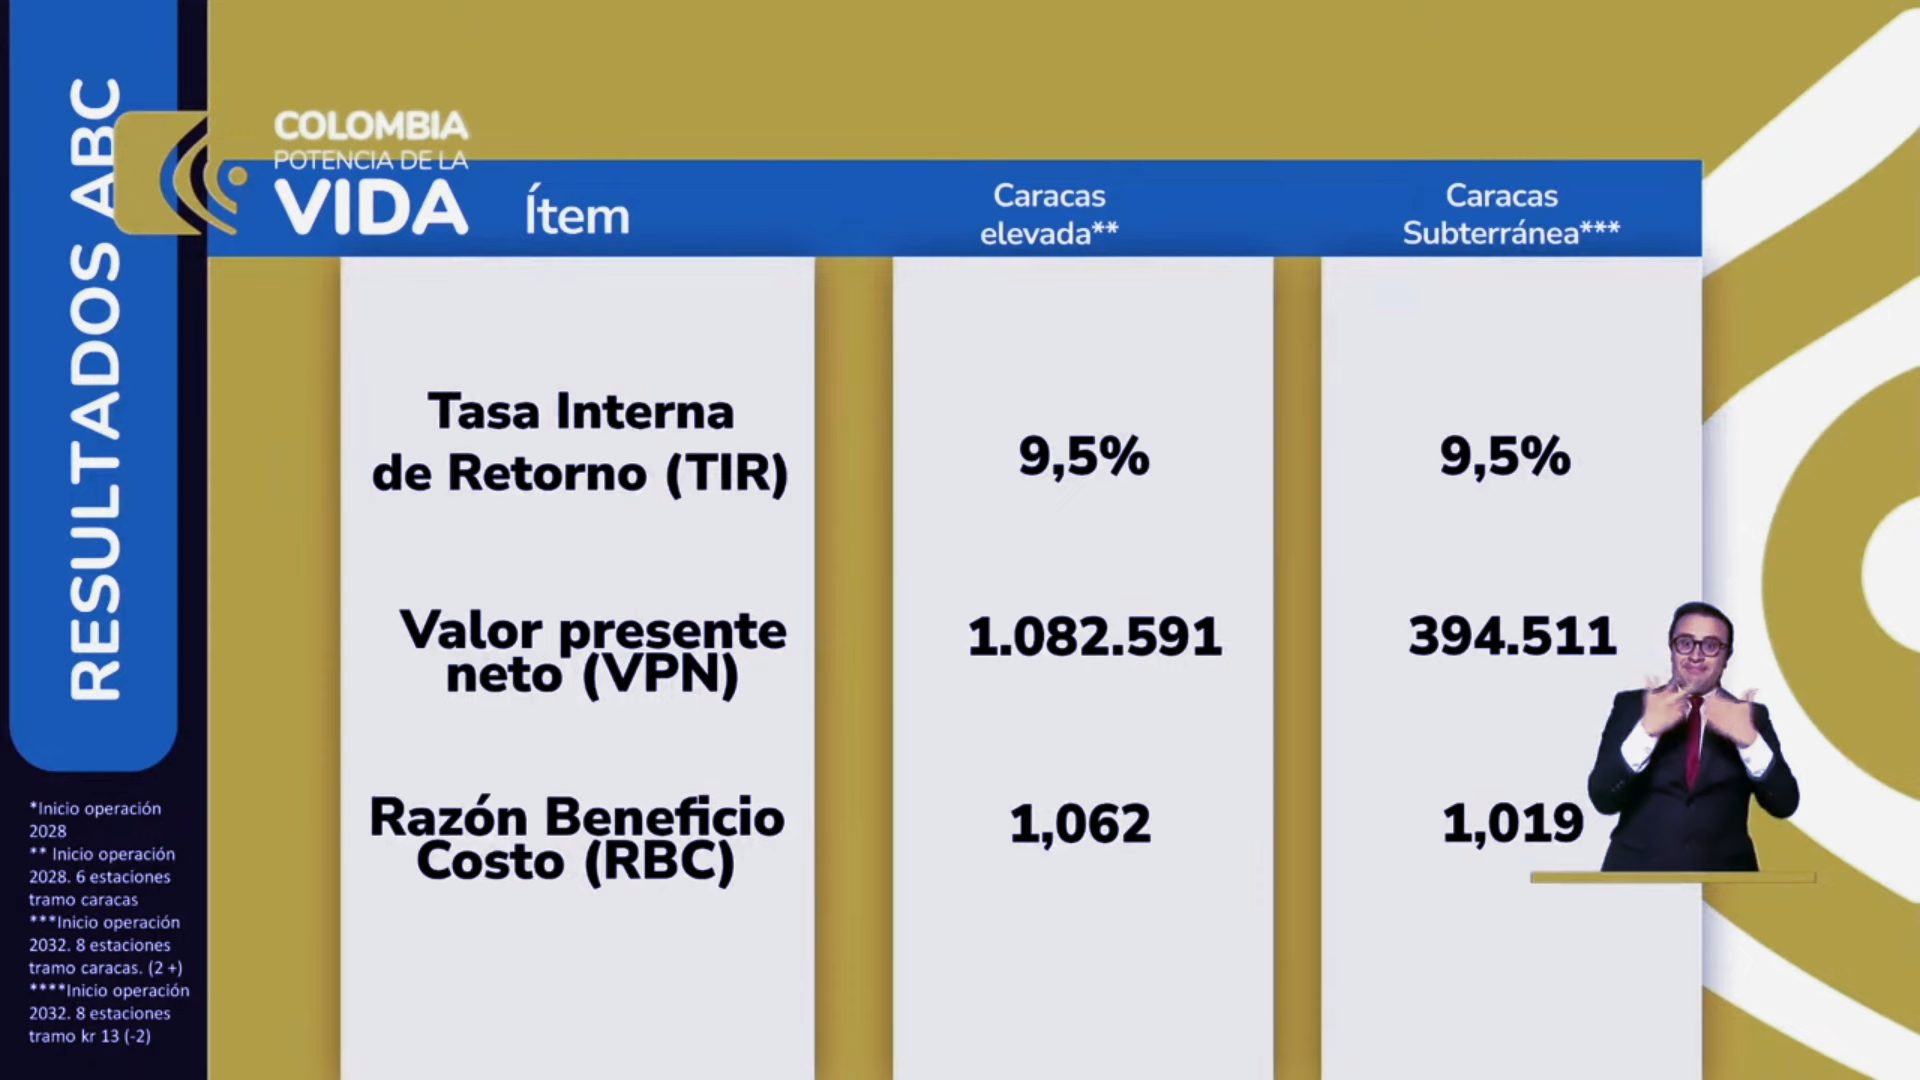 RESULTADOS ABC
COLOMBIA
POTENCIA DE LA
VIDA
Ítem
Caracas
elevada**
Caracas
Subterránea***
Tasa Interna
de Retorno (TIR)
9,5%
9,5%
Valor presente
neto (VPN)
1.082.591
394.511
Razón Beneficio
Costo (RBC)
1,062
1,019
*Inicio operación
2028
** Inicio operación
2028. 6 estaciones
tramo caracas
***Inicio operación
2032. 8 estaciones
tramo caracas. (2 +)
****Inicio operación
2032. 8 estaciones
tramo kr 13 (-2)